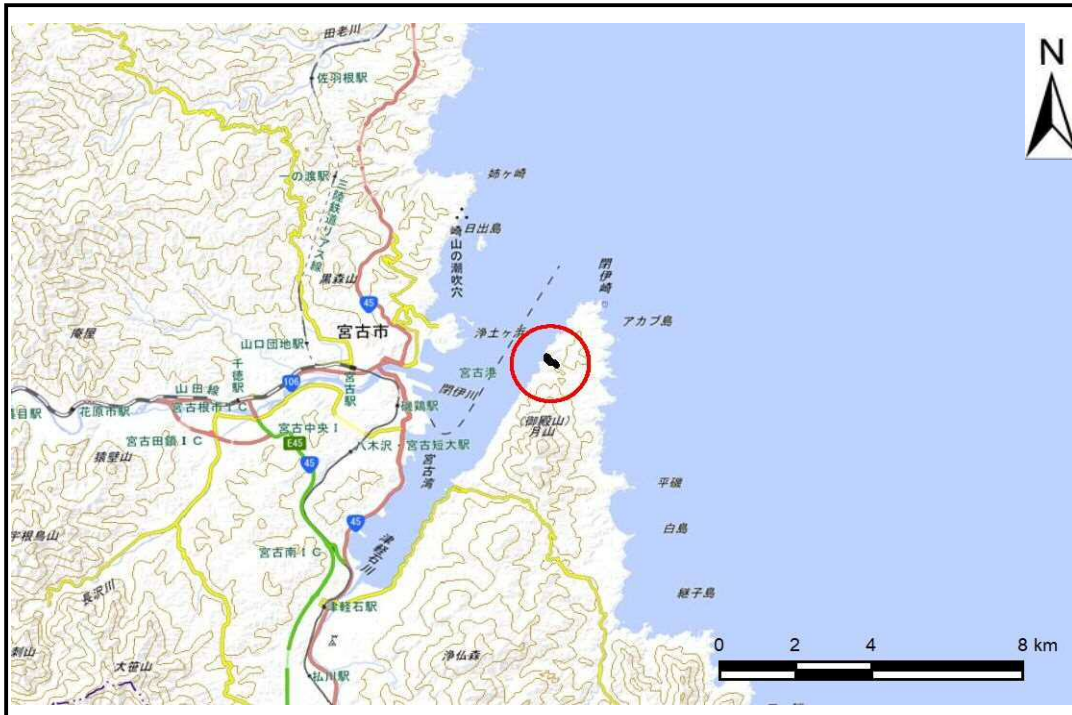 田老川
佐羽根駅
N
一の渡駅
三陸鉄道リアス線
姉ヶ崎
日出島
崎山の潮吹穴
黒森山
閉伊崎
45
アカブ島
庵屋
宮古市
浄土ヶ浜
山口団地駅
宮古港
千徳駅
106
宮古駅
山田線
閉伊川
花原市駅
宮古根市IC
磯鶏駅
(御殿山)
月山
宮古中央I
宮古田鎖IC
E45
八木沢・宮古短大駅
45
猿壁山
宮古湾
平磯
45
白島
宮古南IC
津軽石川
長沢川
継子島
津軽石駅
0 2 4 8 km
浄仏森
大笹山
払川駅